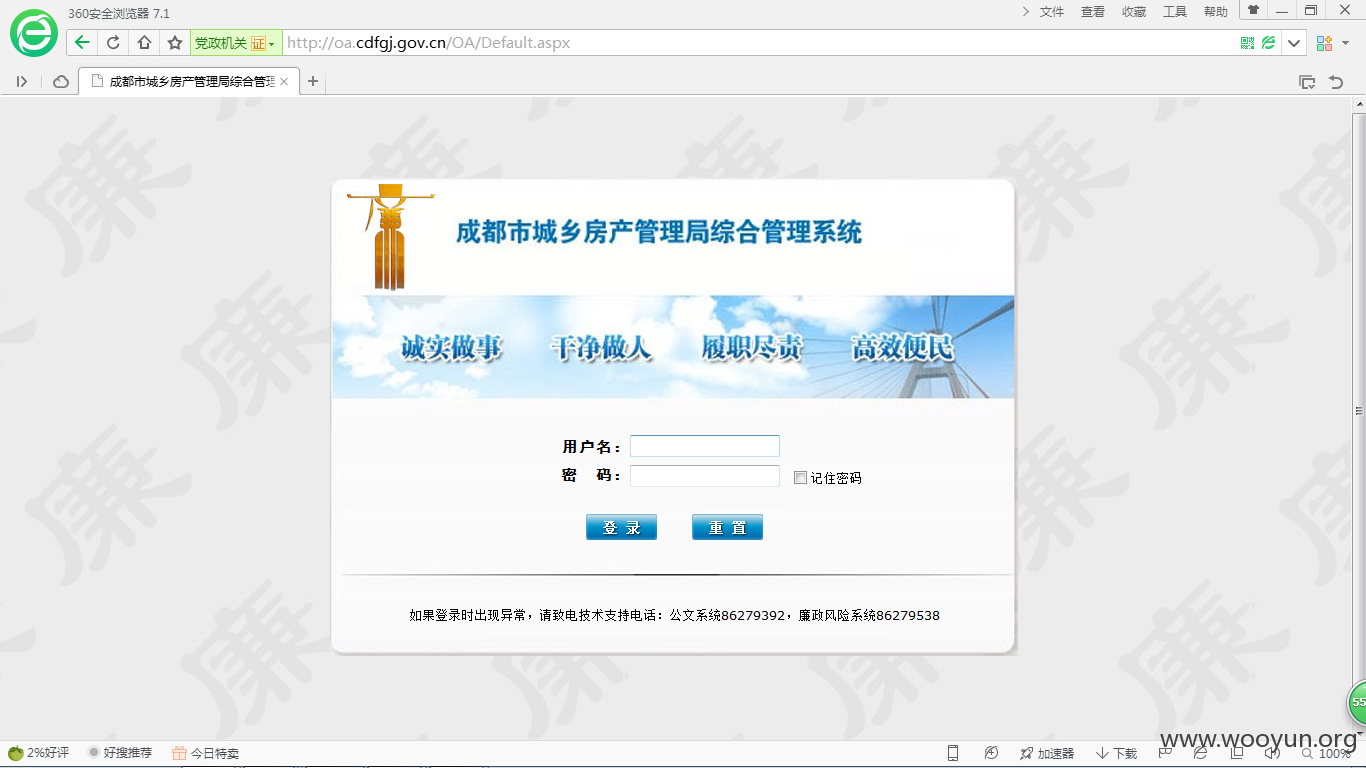 360安全浏览器 7.1
文件 查看 收藏 工具 帮助
党政机关 证 http://oa.cdfgj.gov.cn/OA/Default.aspx
成都市城乡房产管理局综合管理
成都市城乡房产管理局综合管理系统
诚实做事 干净做人 履职尽责 高效便民
用户名：
密 码： 记住密码
登 录 重 置
如果登录时出现异常，请致电技术支持电话：公文系统86279392，廉政风险系统86279538
廉
55
www.wooyun.org
2%好评 好搜推荐 今日特卖 加速器 下载 100%